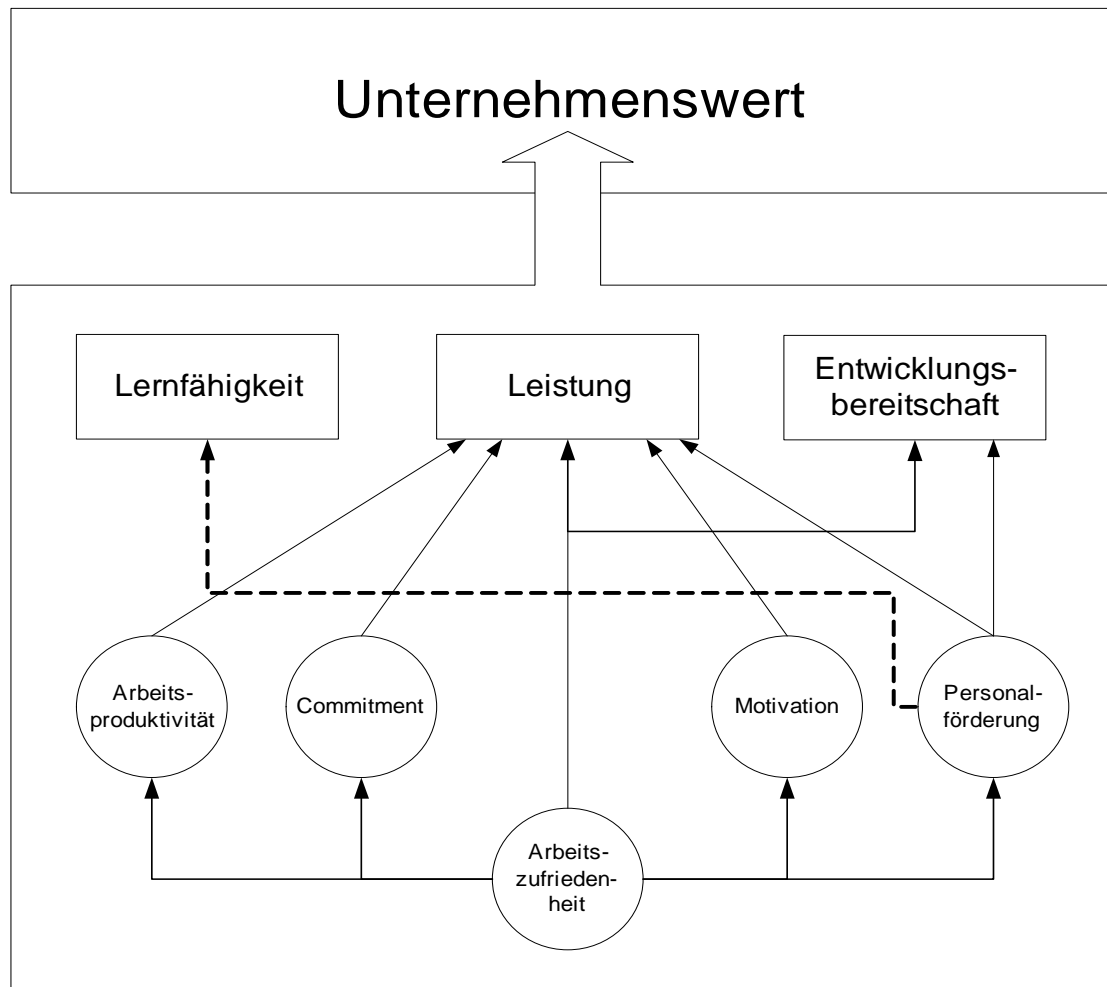 Unternehmenswert
Lernfähigkeit
Leistung
Entwicklungs-
bereitschaft
Arbeits-
produktivität
Commitment
Motivation
Personal-
förderung
Arbeits-
zufrieden-
heit